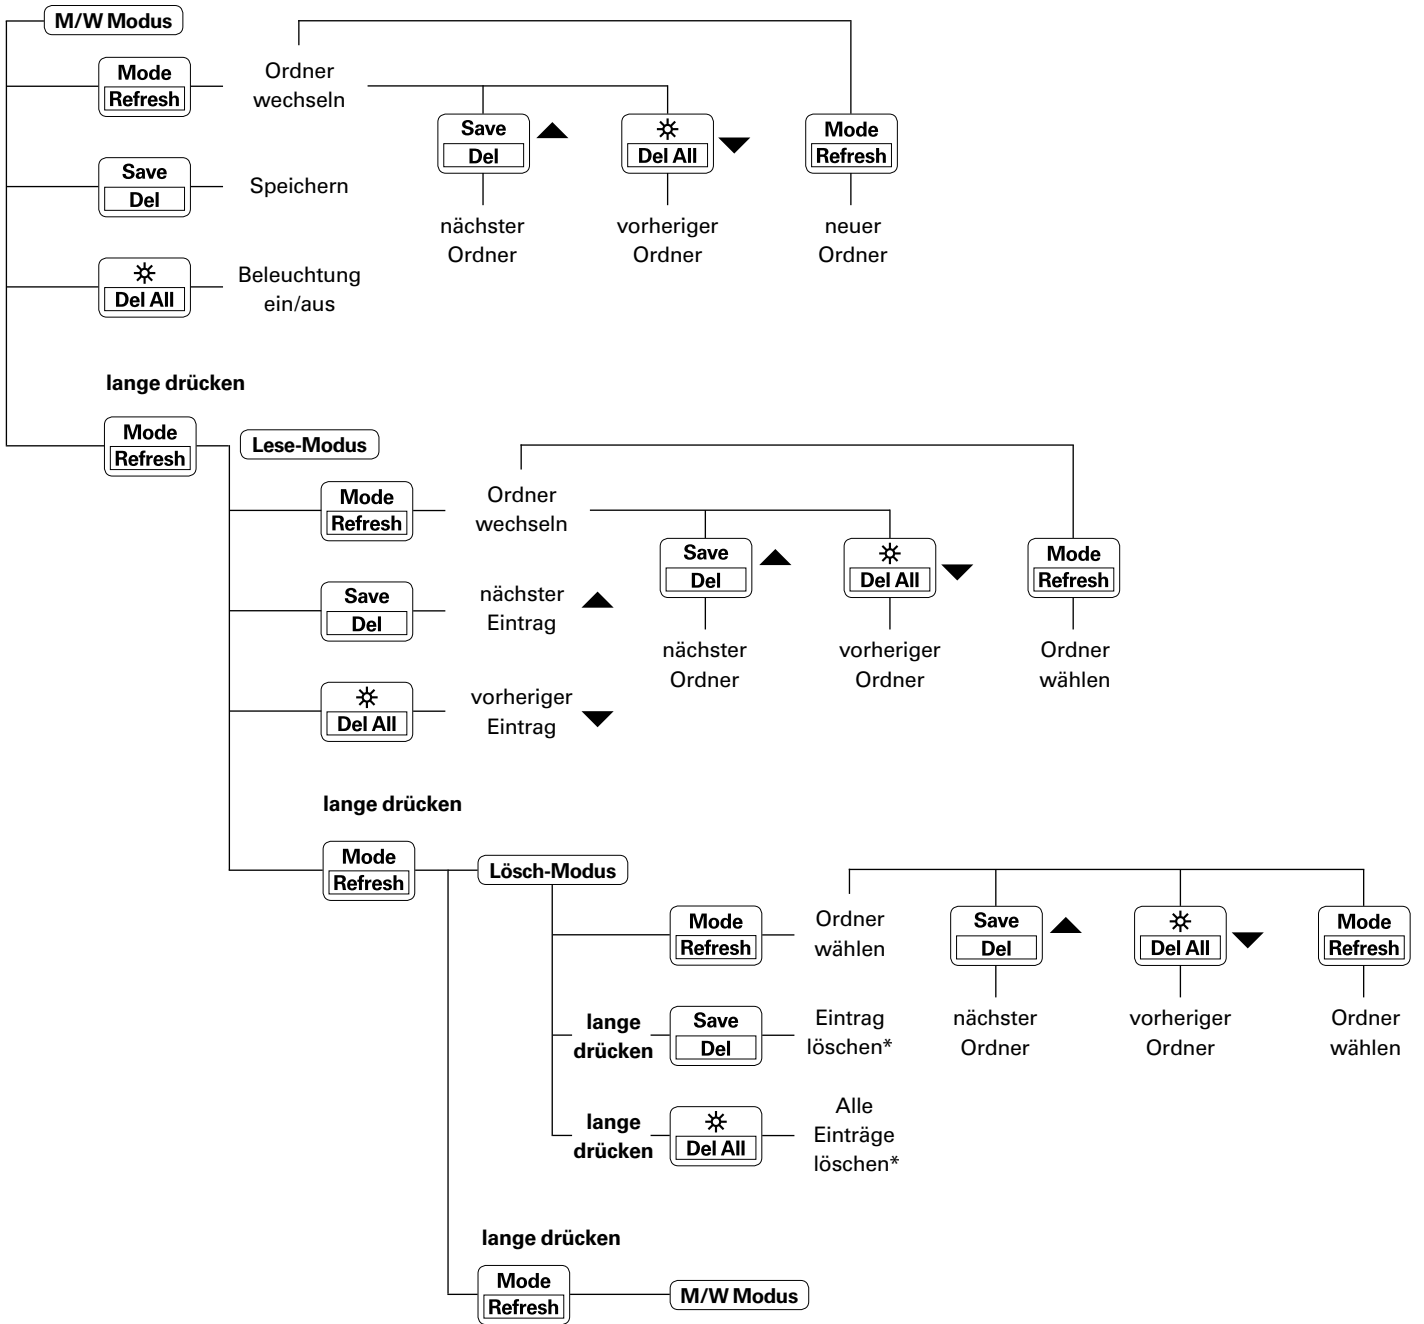 M/W Modus
Mode
Refresh
Ordner
wechseln
Save
Del
nächster
Ordner
Del All
vorheriger
Ordner
Mode
Refresh
neuer
Ordner
Save
Del
Speichern
Del All
Beleuchtung
ein/aus
lange drücken
Mode
Refresh
Lese-Modus
Mode
Refresh
Ordner
wechseln
Save
Del
nächster
Ordner
Del All
vorheriger
Ordner
Mode
Refresh
Ordner
wählen
Save
Del
nächster
Eintrag
Del All
vorheriger
Eintrag
lange drücken
Mode
Refresh
Lösch-Modus
Mode
Refresh
Ordner
wählen
Save
Del
nächster
Ordner
Del All
vorheriger
Ordner
Mode
Refresh
Ordner
wählen
lange
drücken
Save
Del
Eintrag
löschen*
lange
drücken
Del All
Alle
Einträge
löschen*
lange drücken
Mode
Refresh
M/W Modus